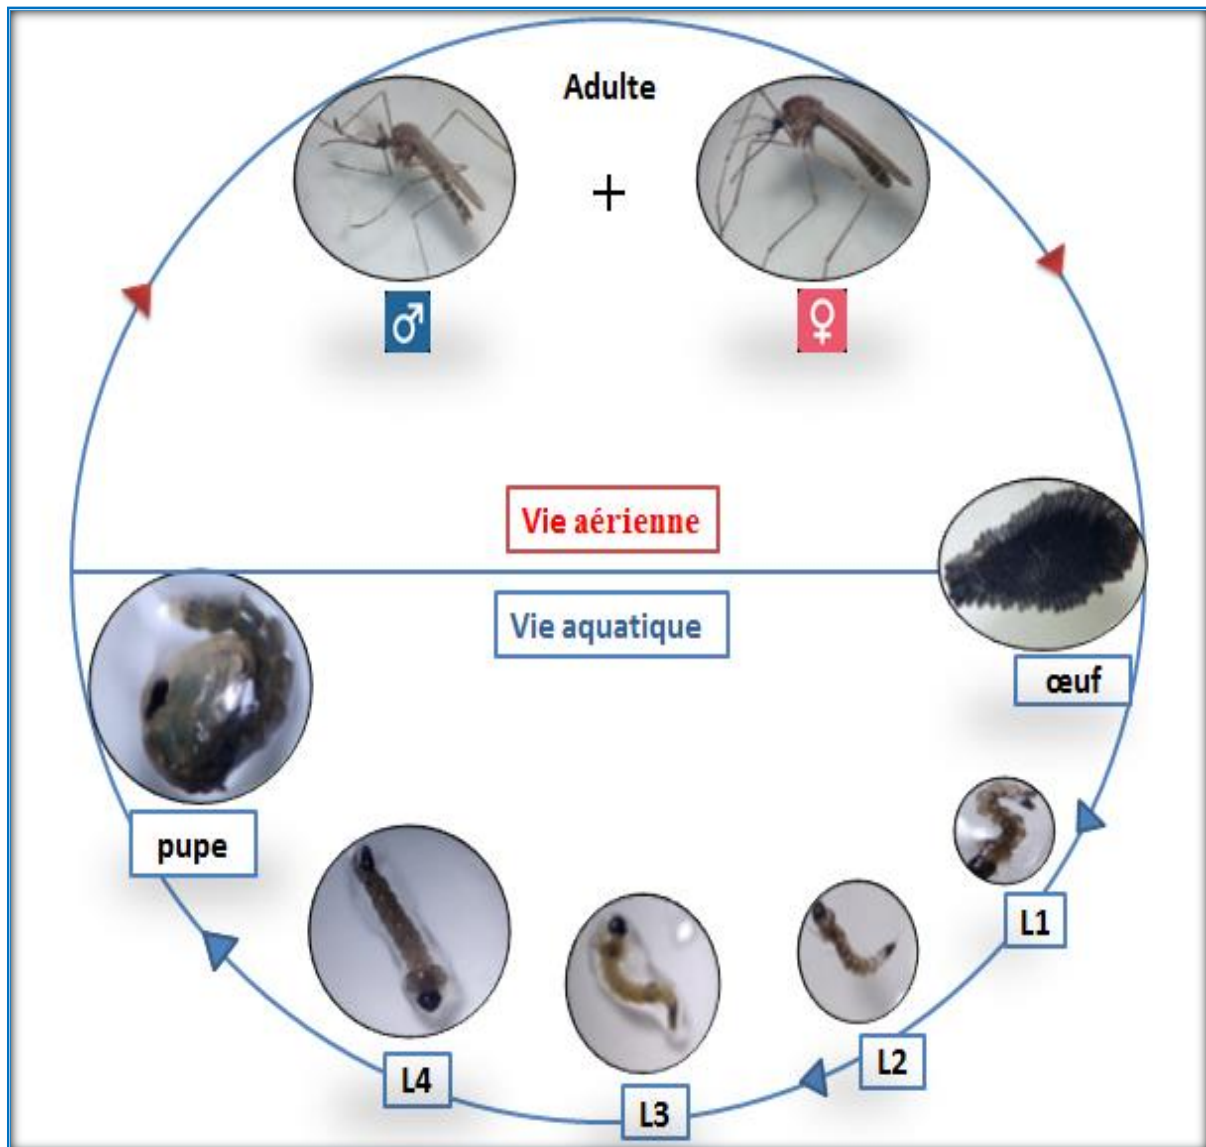 Adulte
+
♂
♀
Vie aérienne
Vie aquatique
œuf
pupe
L1
L2
L3
L4